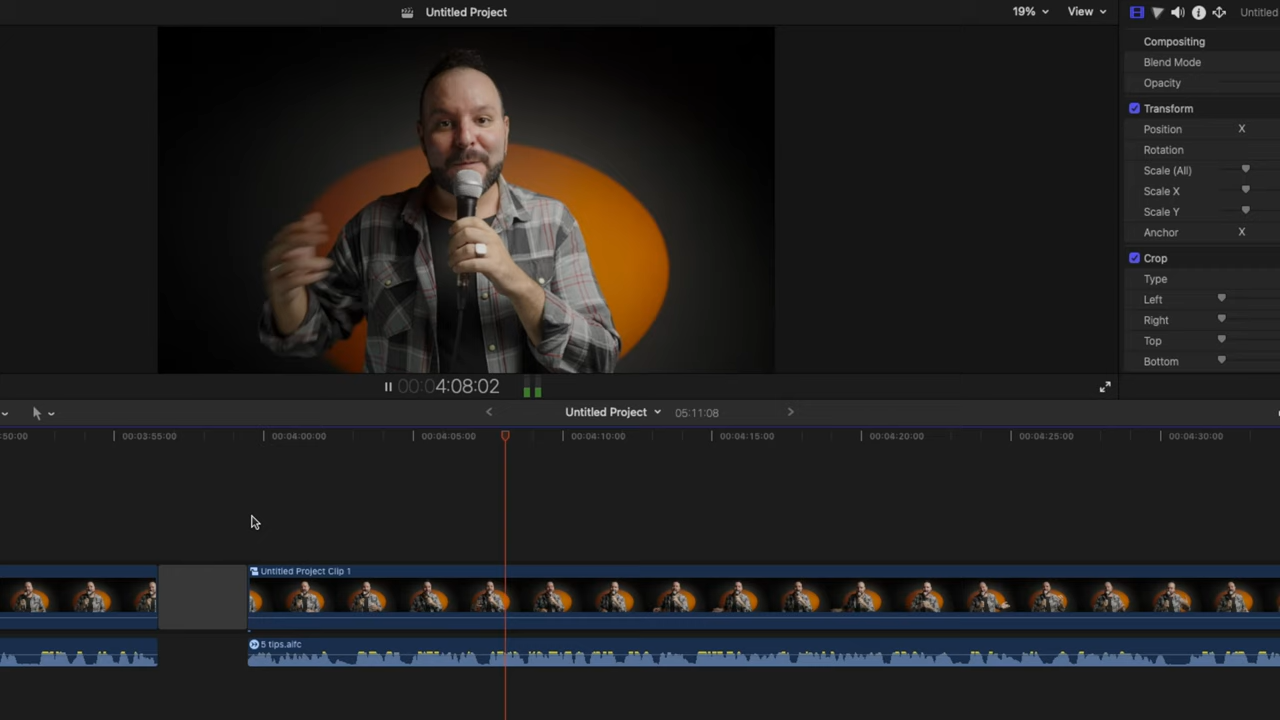 Untitled Project
19%
View
Untitled
Compositing
Blend Mode
Opacity
Transform
Position X
Rotation
Scale (All)
Scale X
Scale Y
Anchor X
Crop
Type
Left
Right
Top
Bottom
00:04:08:02
Untitled Project
05:11:08
:50:00
00:03:55:00
00:04:00:00
00:04:05:00
00:04:10:00
00:04:15:00
00:04:20:00
00:04:25:00
00:04:30:00
Untitled Project Clip 1
5 tips.aifc